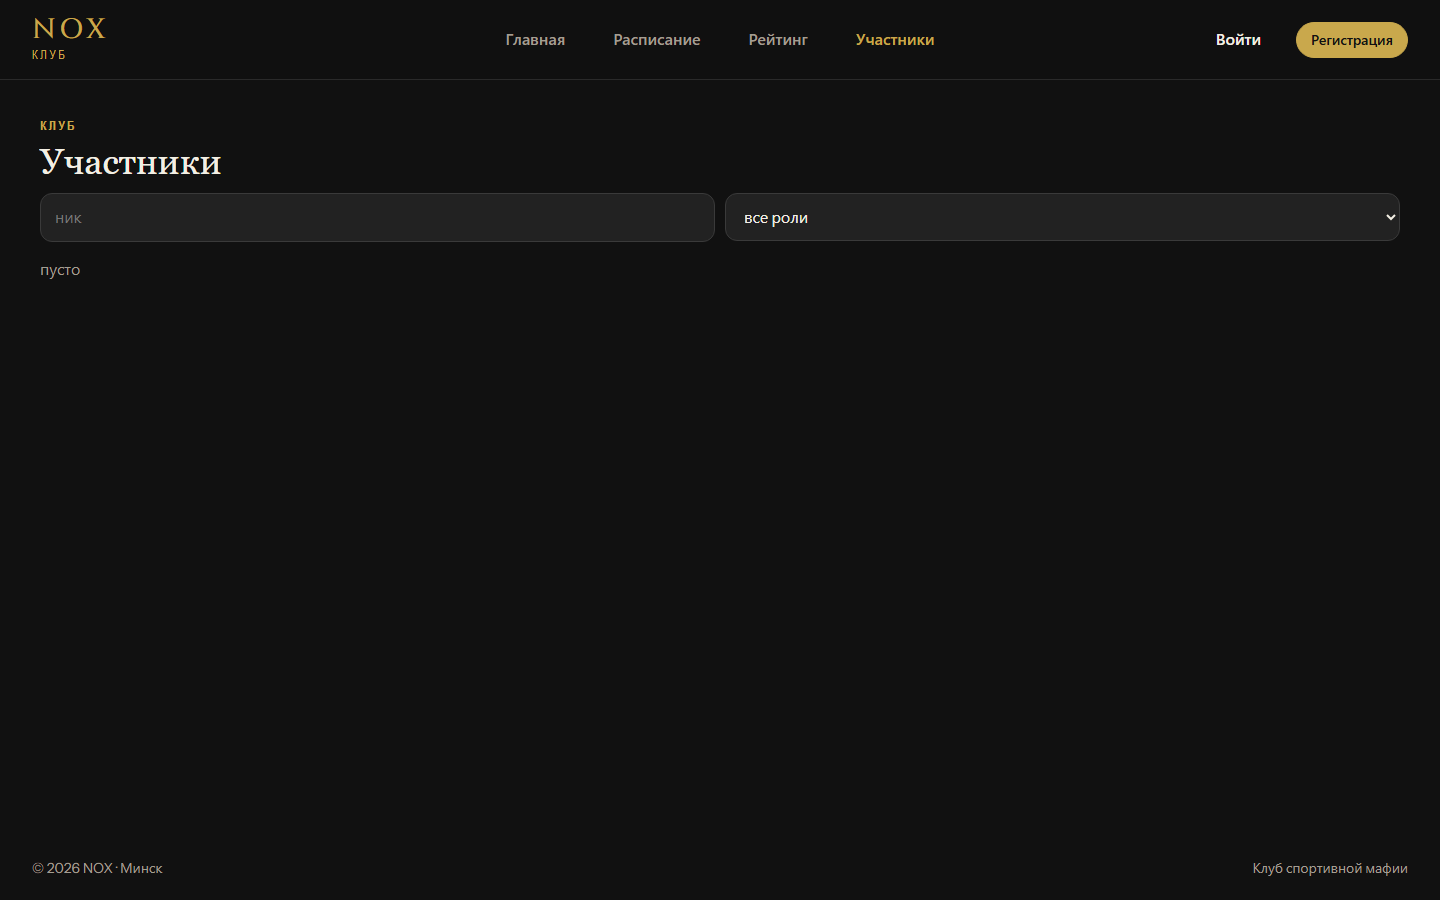 NOX
КЛУБ
Главная
Расписание
Рейтинг
Участники
Войти
Регистрация
КЛУБ
Участники
ник
все роли
пусто
© 2026 NOX · Минск
Клуб спортивной мафии